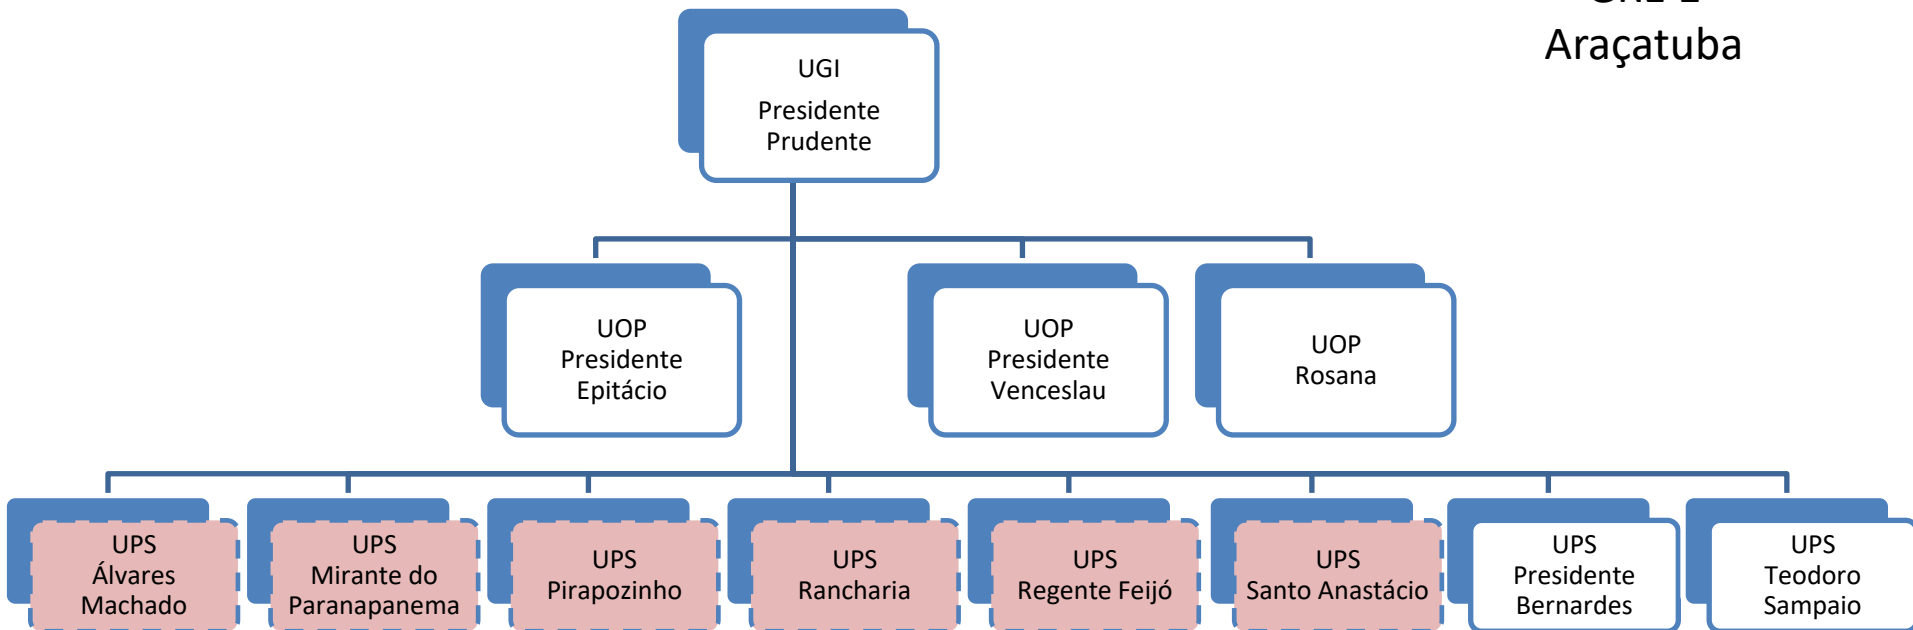 Araçatuba
UGI
Presidente
Prudente
UOP
Presidente
Epitácio
UOP
Presidente
Venceslau
UOP
Rosana
UPS
Álvares
Machado
UPS
Mirante do
Paranapanema
UPS
Pirapozinho
UPS
Rancharia
UPS
Regente Feijó
UPS
Santo Anastácio
UPS
Presidente
Bernardes
UPS
Teodoro
Sampaio